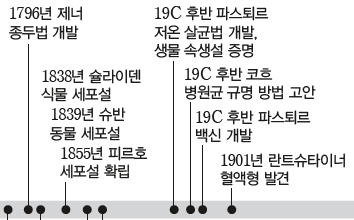 1796년 제너
종두법 개발
1838년 슐라이덴
식물 세포설
1839년 슈반
동물 세포설
1855년 피르호
세포설 확립
19C 후반 파스퇴르
저온 살균법 개발,
생물 속생설 증명
19C 후반 코흐
병원균 규명 방법 고안
19C 후반 파스퇴르
백신 개발
1901년 란트슈타이너
혈액형 발견